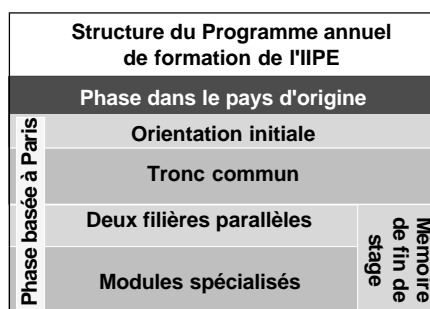 Structure du Programme annuel
de formation de l'IIPE
Phase dans le pays d'origine
Phase basée à Paris
Orientation initiale
Tronc commun
Deux filières parallèles
Modules spécialisés
Memoire
de fin de
stage